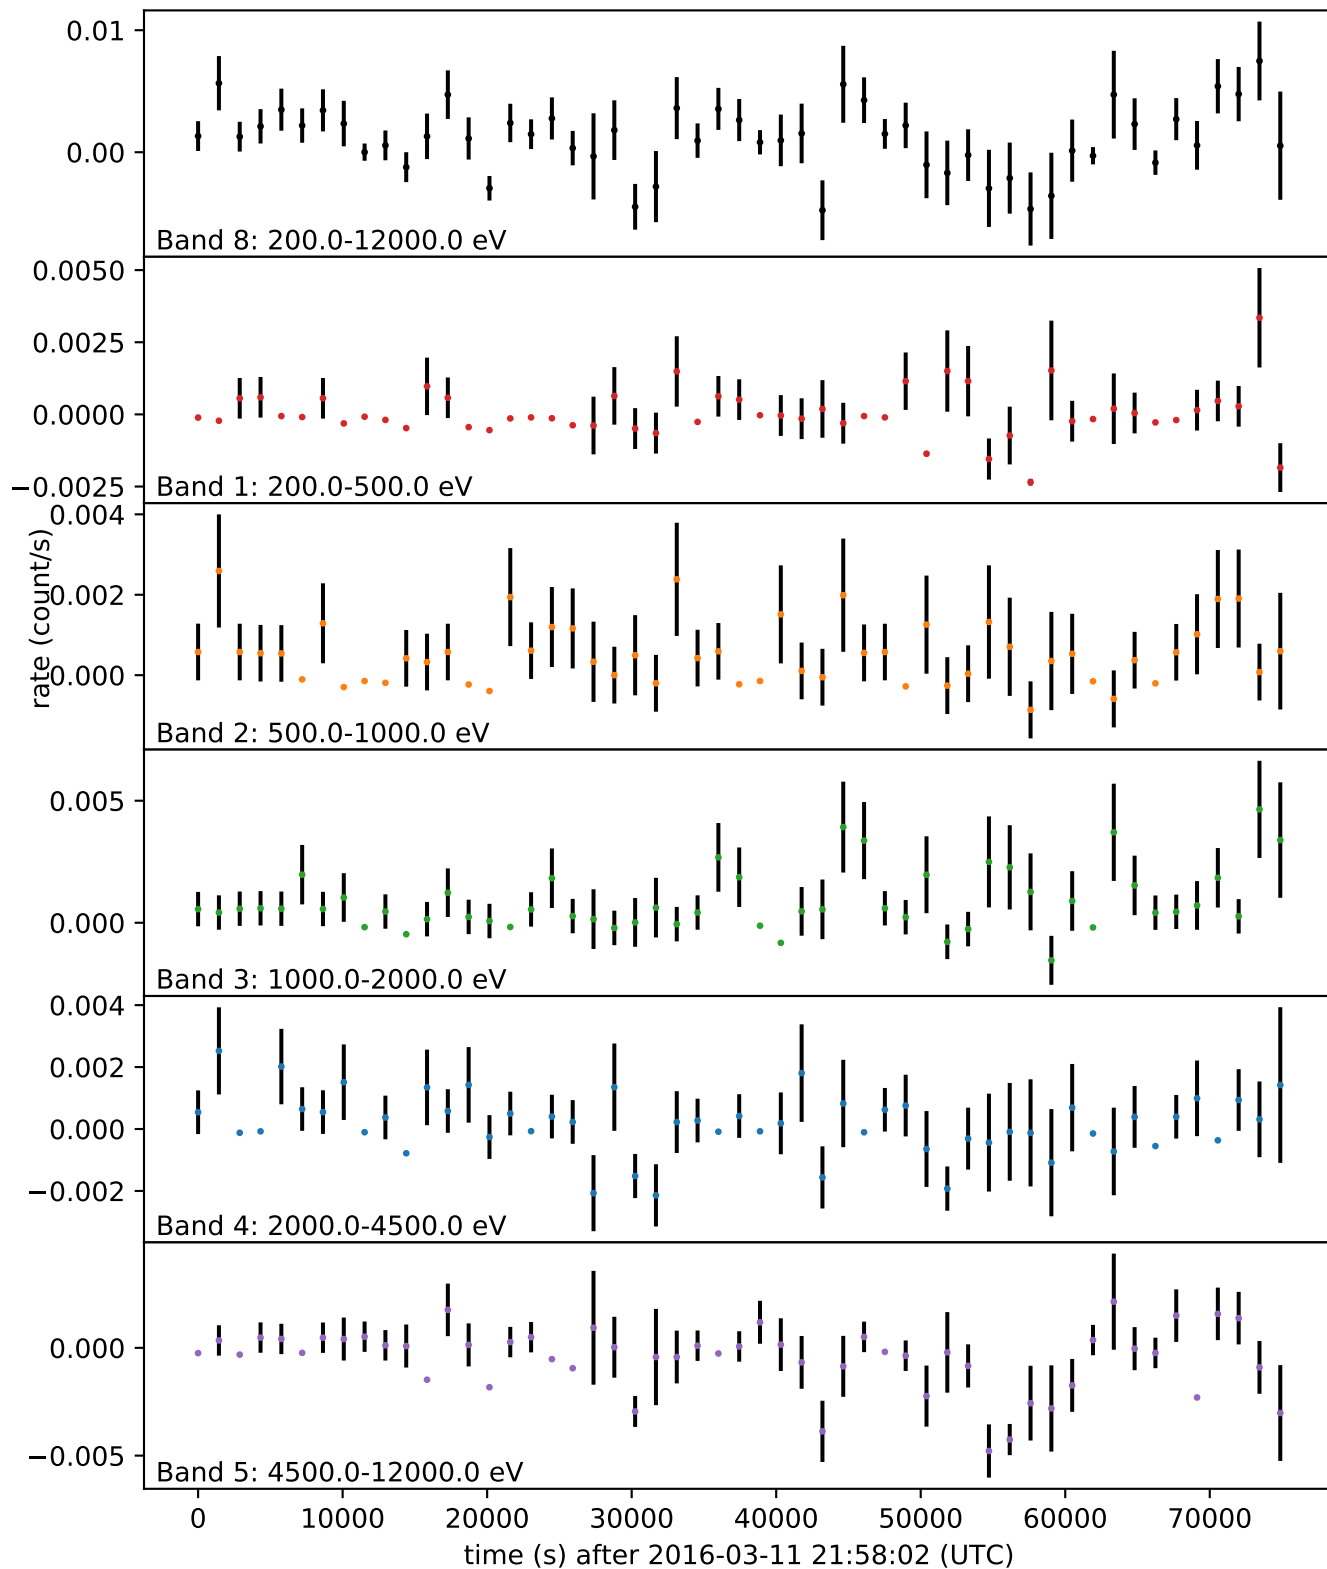 0.01
0.00
Band 8: 200.0-12000.0 eV
0.0050
0.0025
0.0000
−0.0025
Band 1: 200.0-500.0 eV
0.004
0.002
0.000
rate (count/s)
Band 2: 500.0-1000.0 eV
0.005
0.000
Band 3: 1000.0-2000.0 eV
0.004
0.002
0.000
−0.002
Band 4: 2000.0-4500.0 eV
0.000
−0.005
Band 5: 4500.0-12000.0 eV
0 10000 20000 30000 40000 50000 60000 70000
time (s) after 2016-03-11 21:58:02 (UTC)